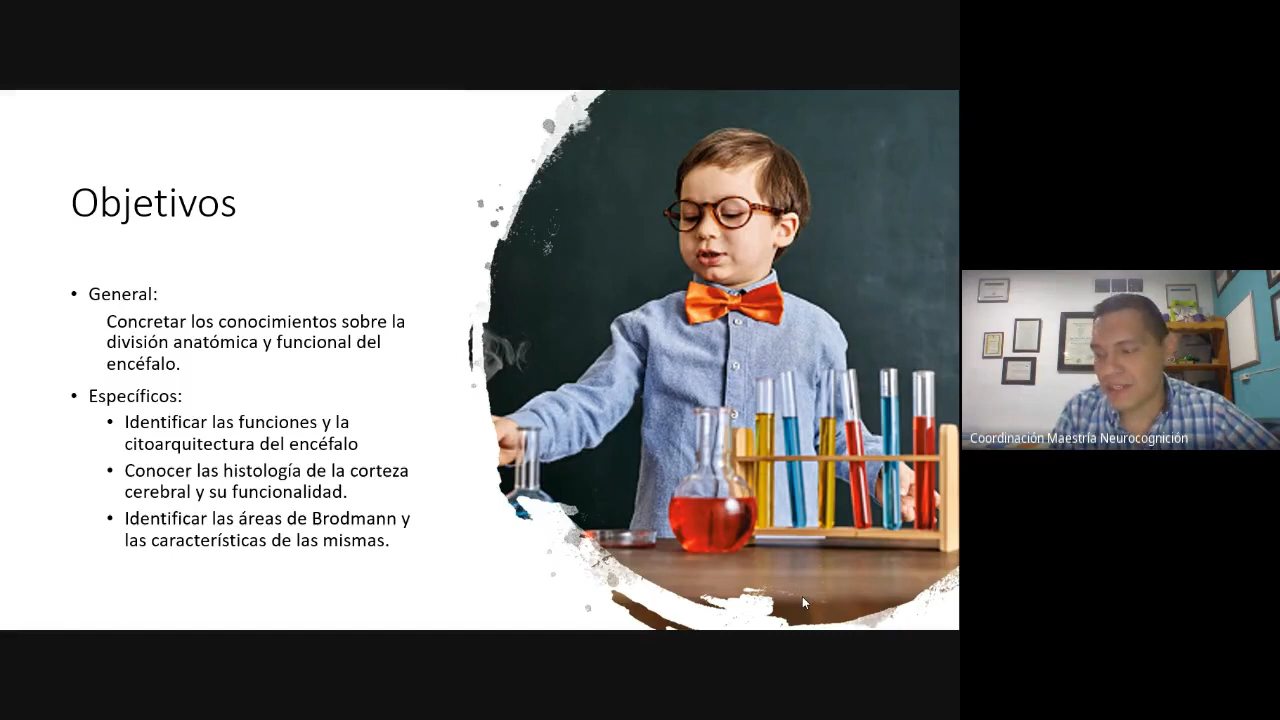 Objetivos
• General:
Concretar los conocimientos sobre la
división anatómica y funcional del
encéfalo.
• Específicos:
• Identificar las funciones y la
citoarquitectura del encéfalo
• Conocer las histología de la corteza
cerebral y su funcionalidad.
• Identificar las áreas de Brodmann y
las características de las mismas.
Coordinación Maestría Neurocognición